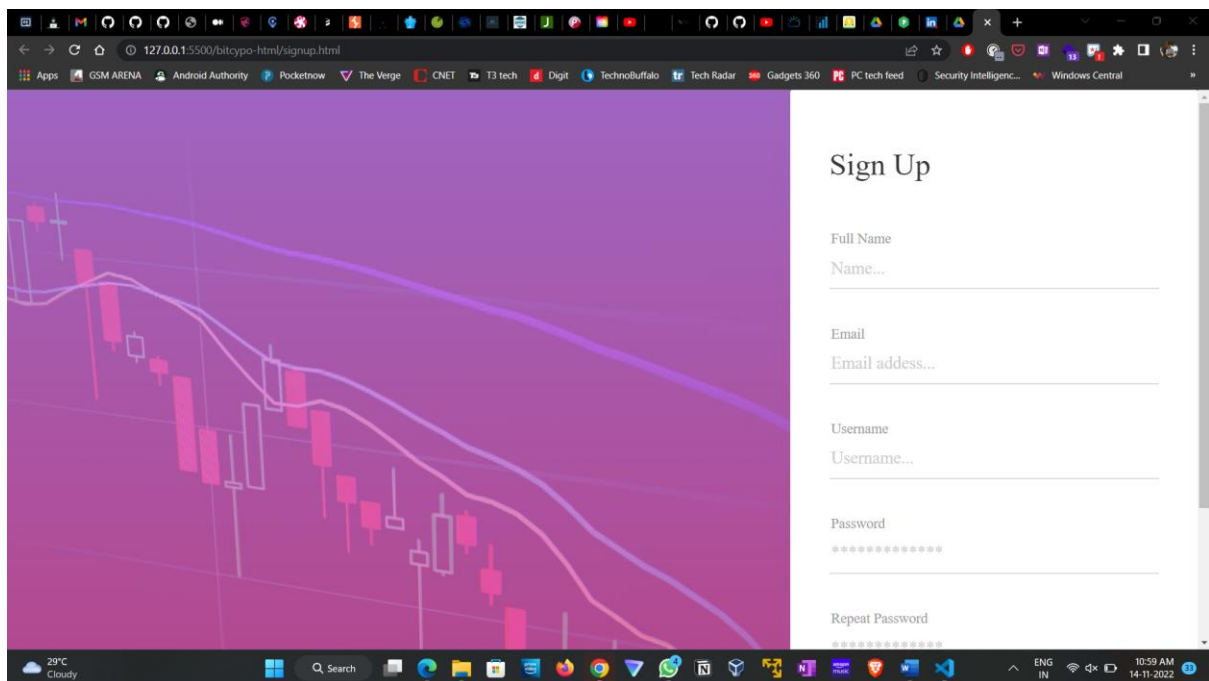 127.0.0.1:5500/bitcypo-html/signup.html
Apps GSM ARENA Android Authority Pocketnow The Verge CNET T3 tech Digit TechnoBuffalo Tech Radar Gadgets 360 PC tech feed Security Intelligenc... Windows Central »
Sign Up
Full Name
Name...
Email
Email addess...
Username
Username...
Password
*************
Repeat Password
*************
29°C
Cloudy
Search
ENG
IN
10:59 AM
14-11-2022
33